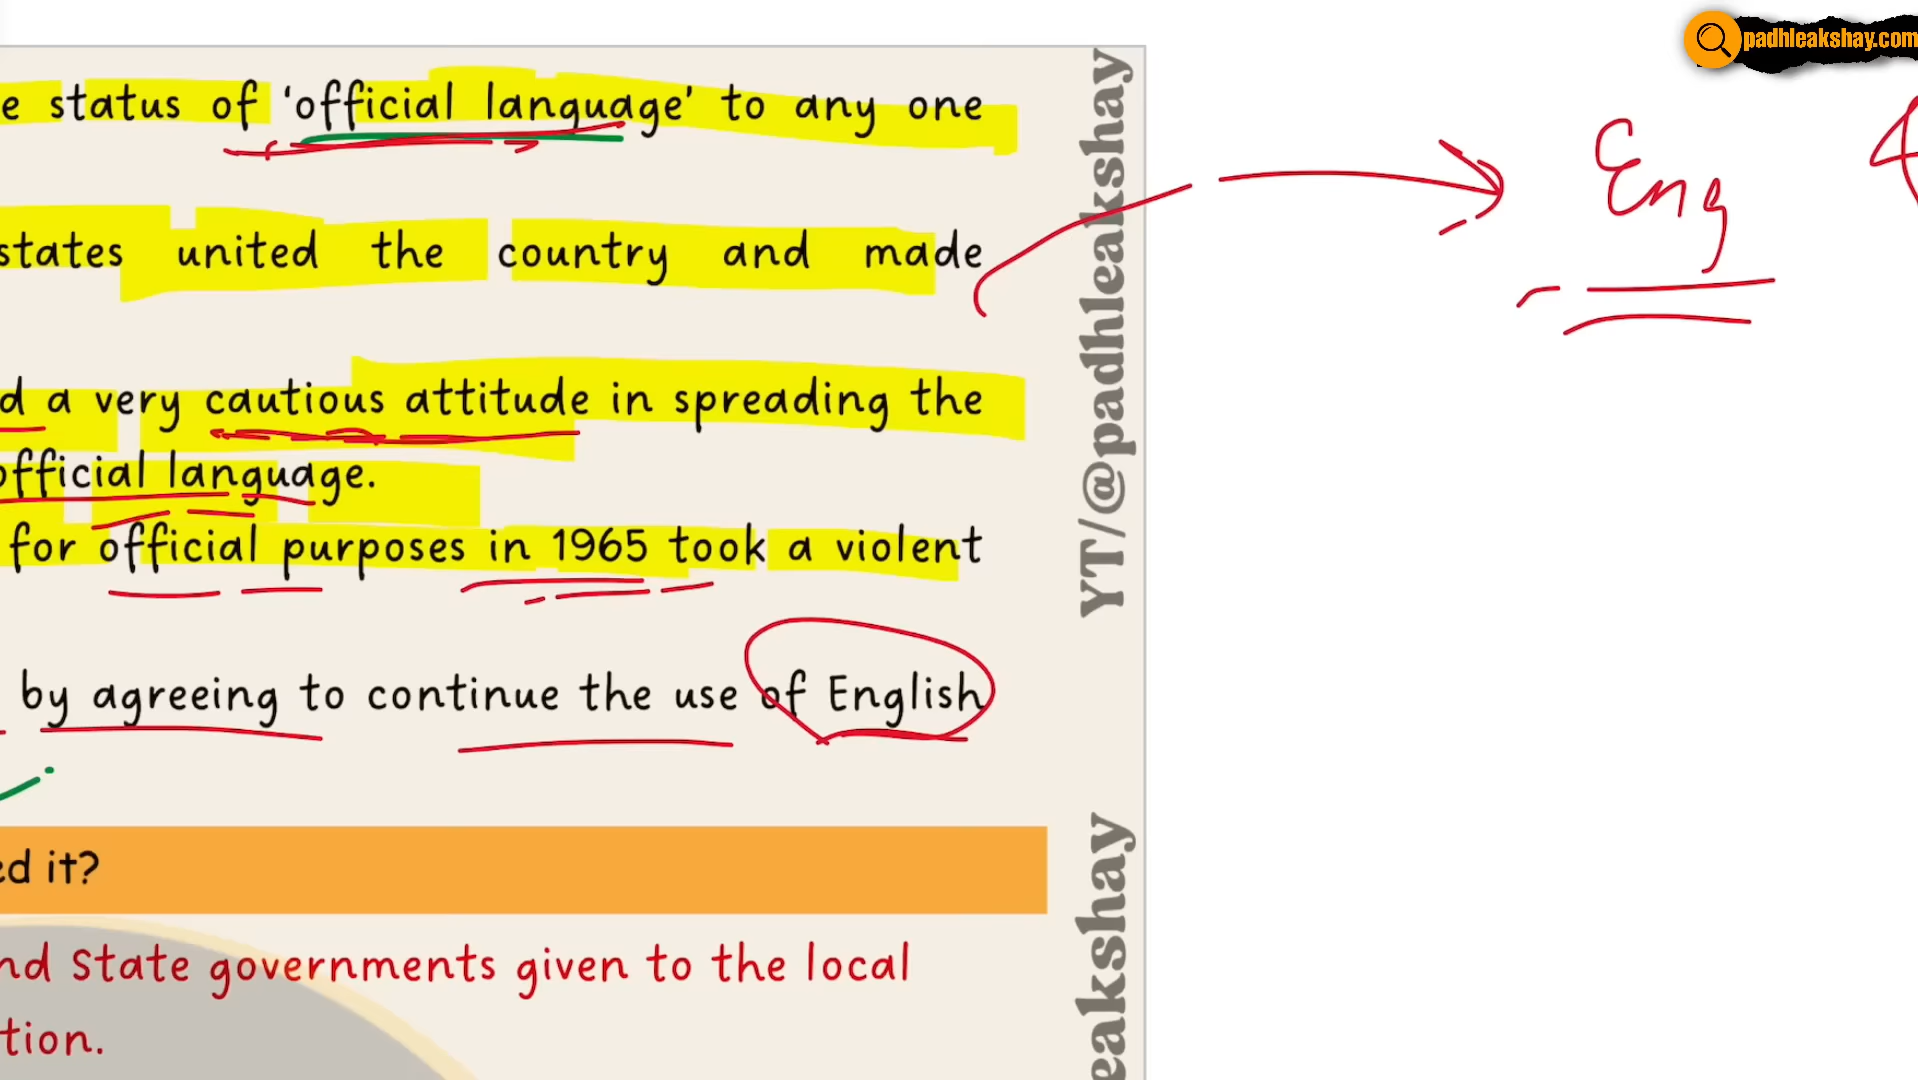 padhleakshay.com
e status of ‘official language’ to any one
states united the country and made
a very cautious attitude in spreading the
official language.
for official purposes in 1965 took a violent
by agreeing to continue the use of English
ed it?
nd State governments given to the local
tion.
YT/@padhleakshay
eakshay
Eng